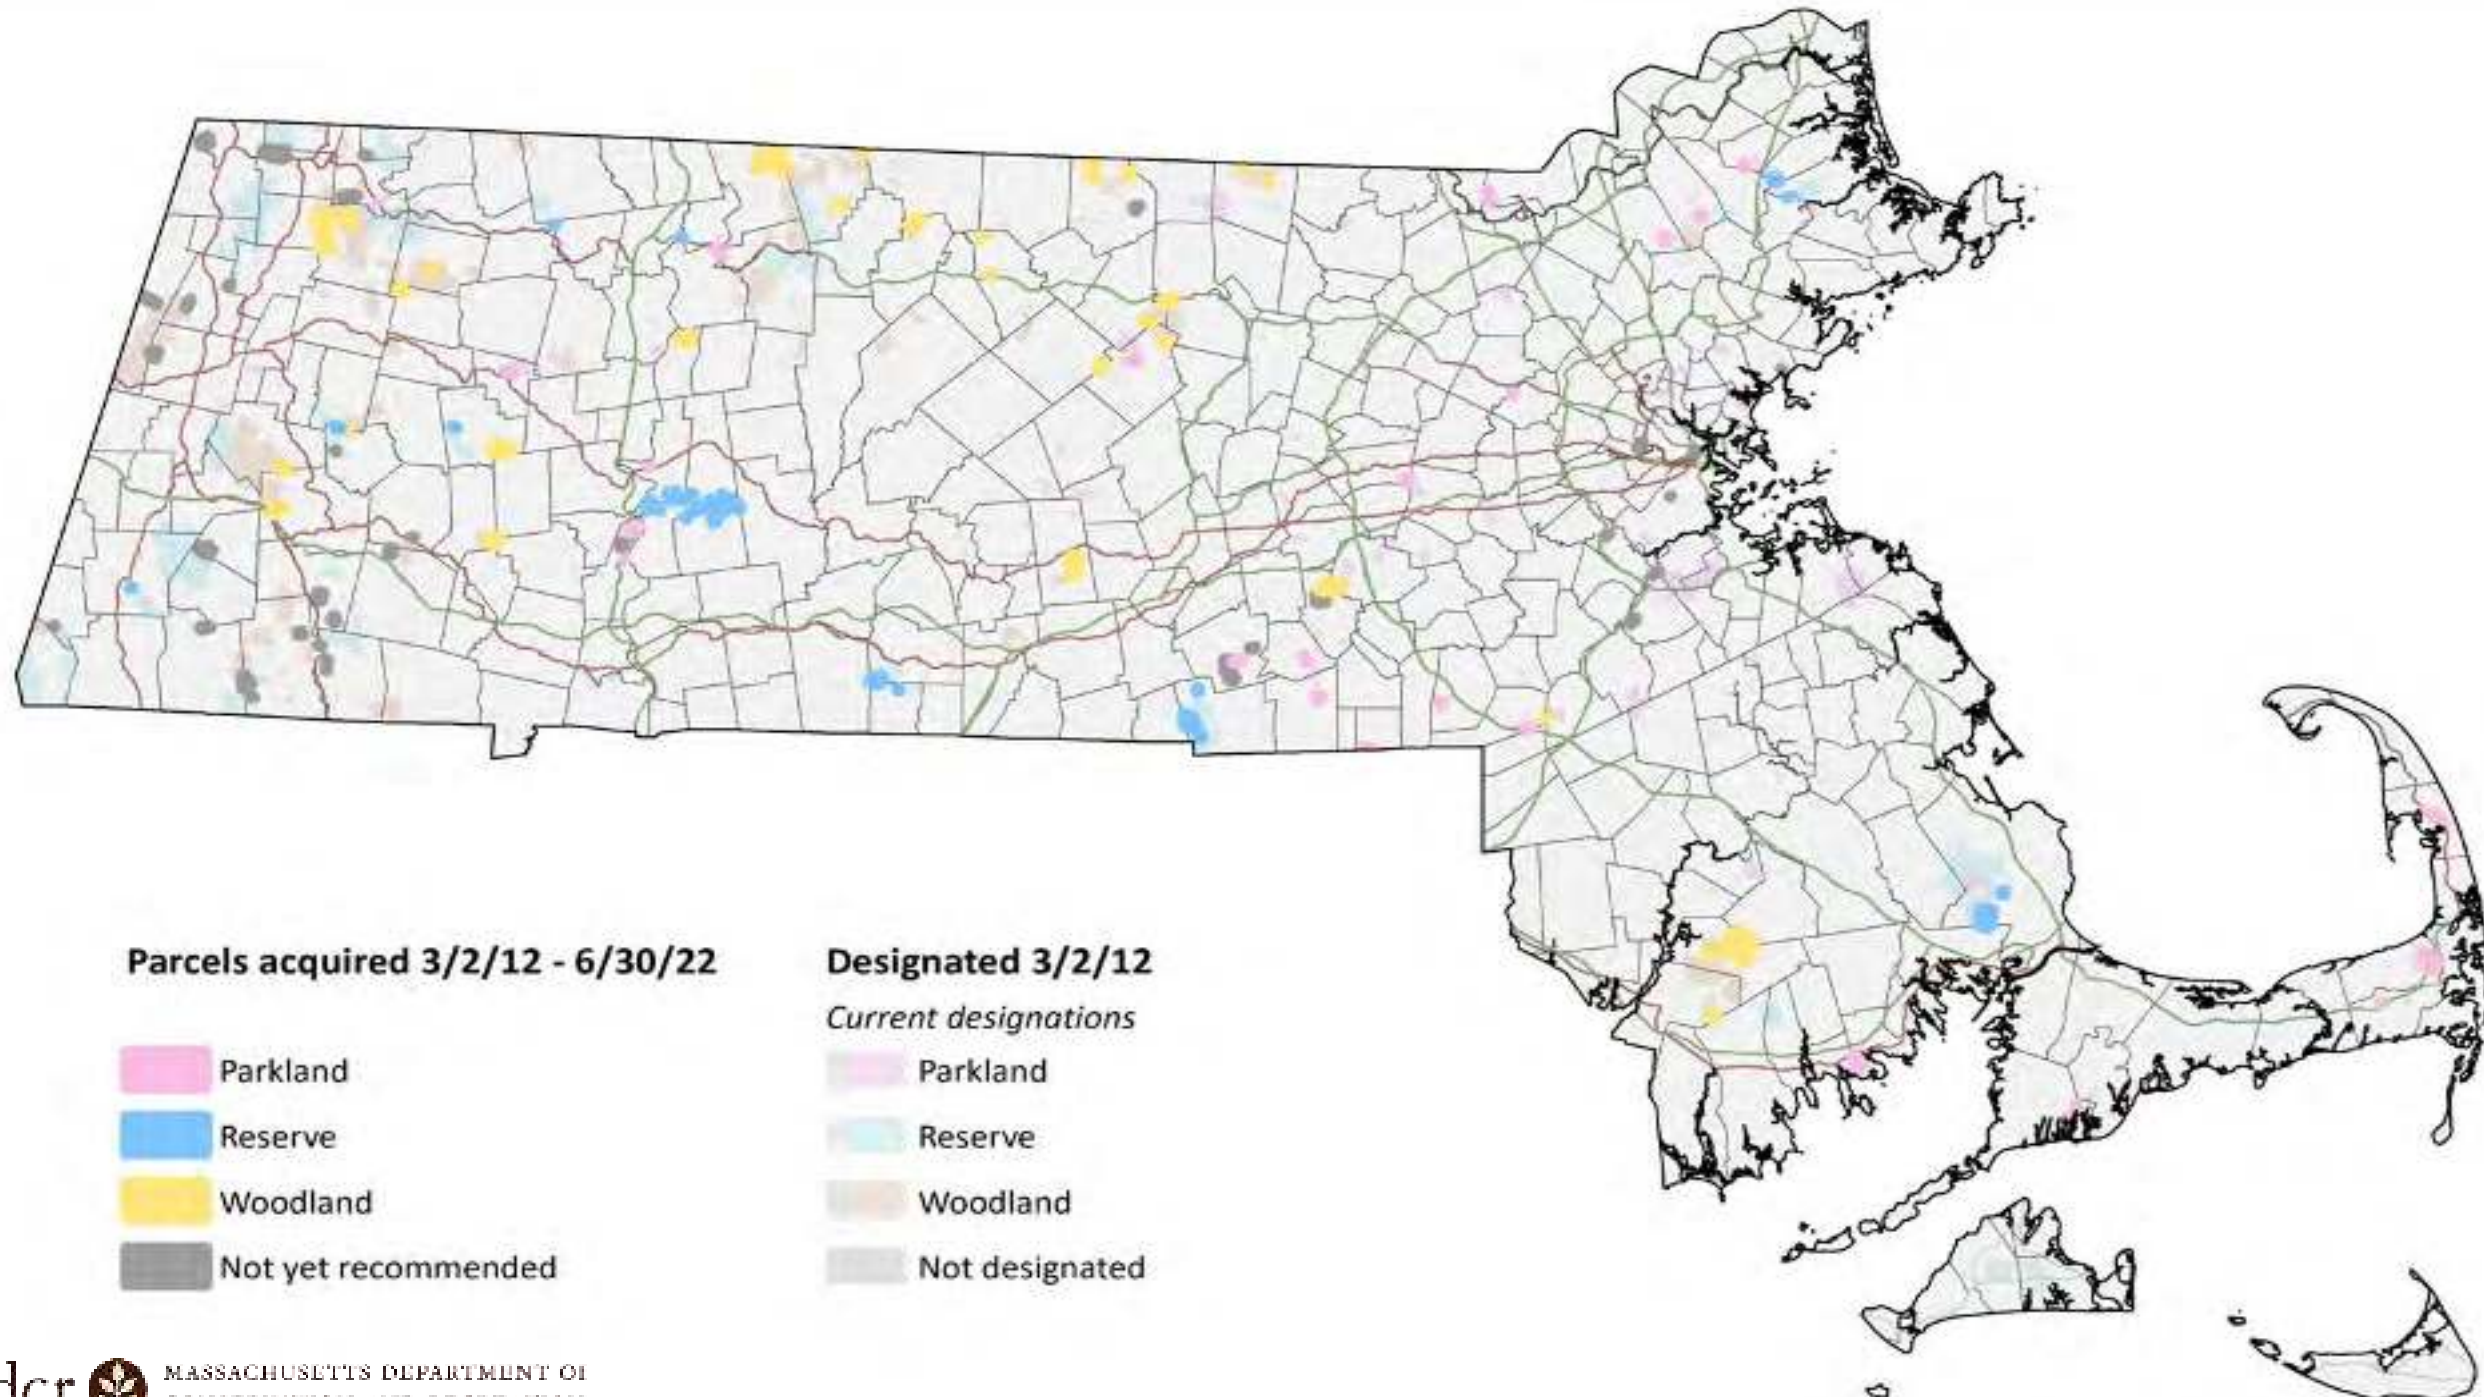 Parcels acquired 3/2/12 - 6/30/22
Parkland
Reserve
Woodland
Not yet recommended
Designated 3/2/12
Current designations
Parkland
Reserve
Woodland
Not designated
dcr
MASSACHUSETTS DEPARTMENT OF